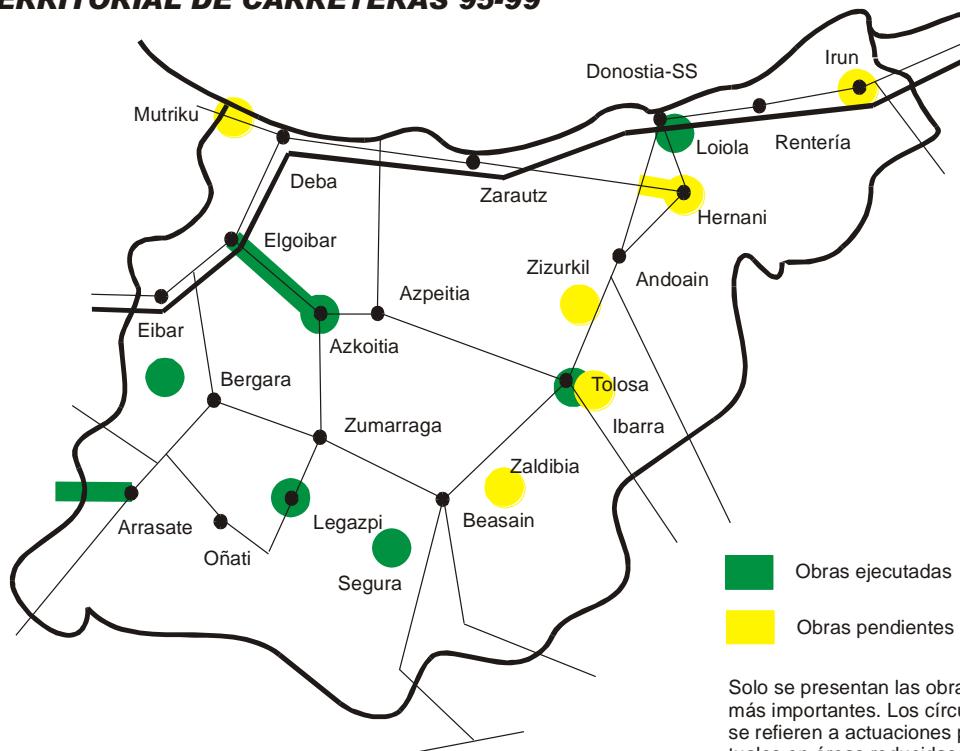 TERRITORIAL DE CARRETERAS 95-99
Irun
Donostia-SS
Mutriku
Rentería
Loiola
Deba
Zarautz
Hernani
Elgoibar
Zizurkil
Andoain
Azpeitia
Eibar
Azkoitia
Bergara
Tolosa
Ibarra
Zumarraga
Zaldibia
Arrasate
Legazpi
Beasain
Oñati
Segura
Obras ejecutadas
Obras pendientes
Solo se presentan las obra
más importantes. Los círcu
se refieren a actuaciones p